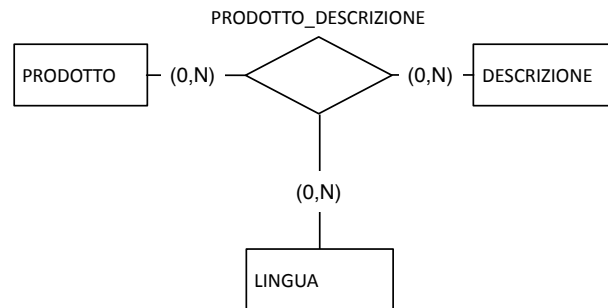 PRODOTTO_DESCRIZIONE
PRODOTTO
(0,N)
(0,N)
DESCRIZIONE
(0,N)
LINGUA